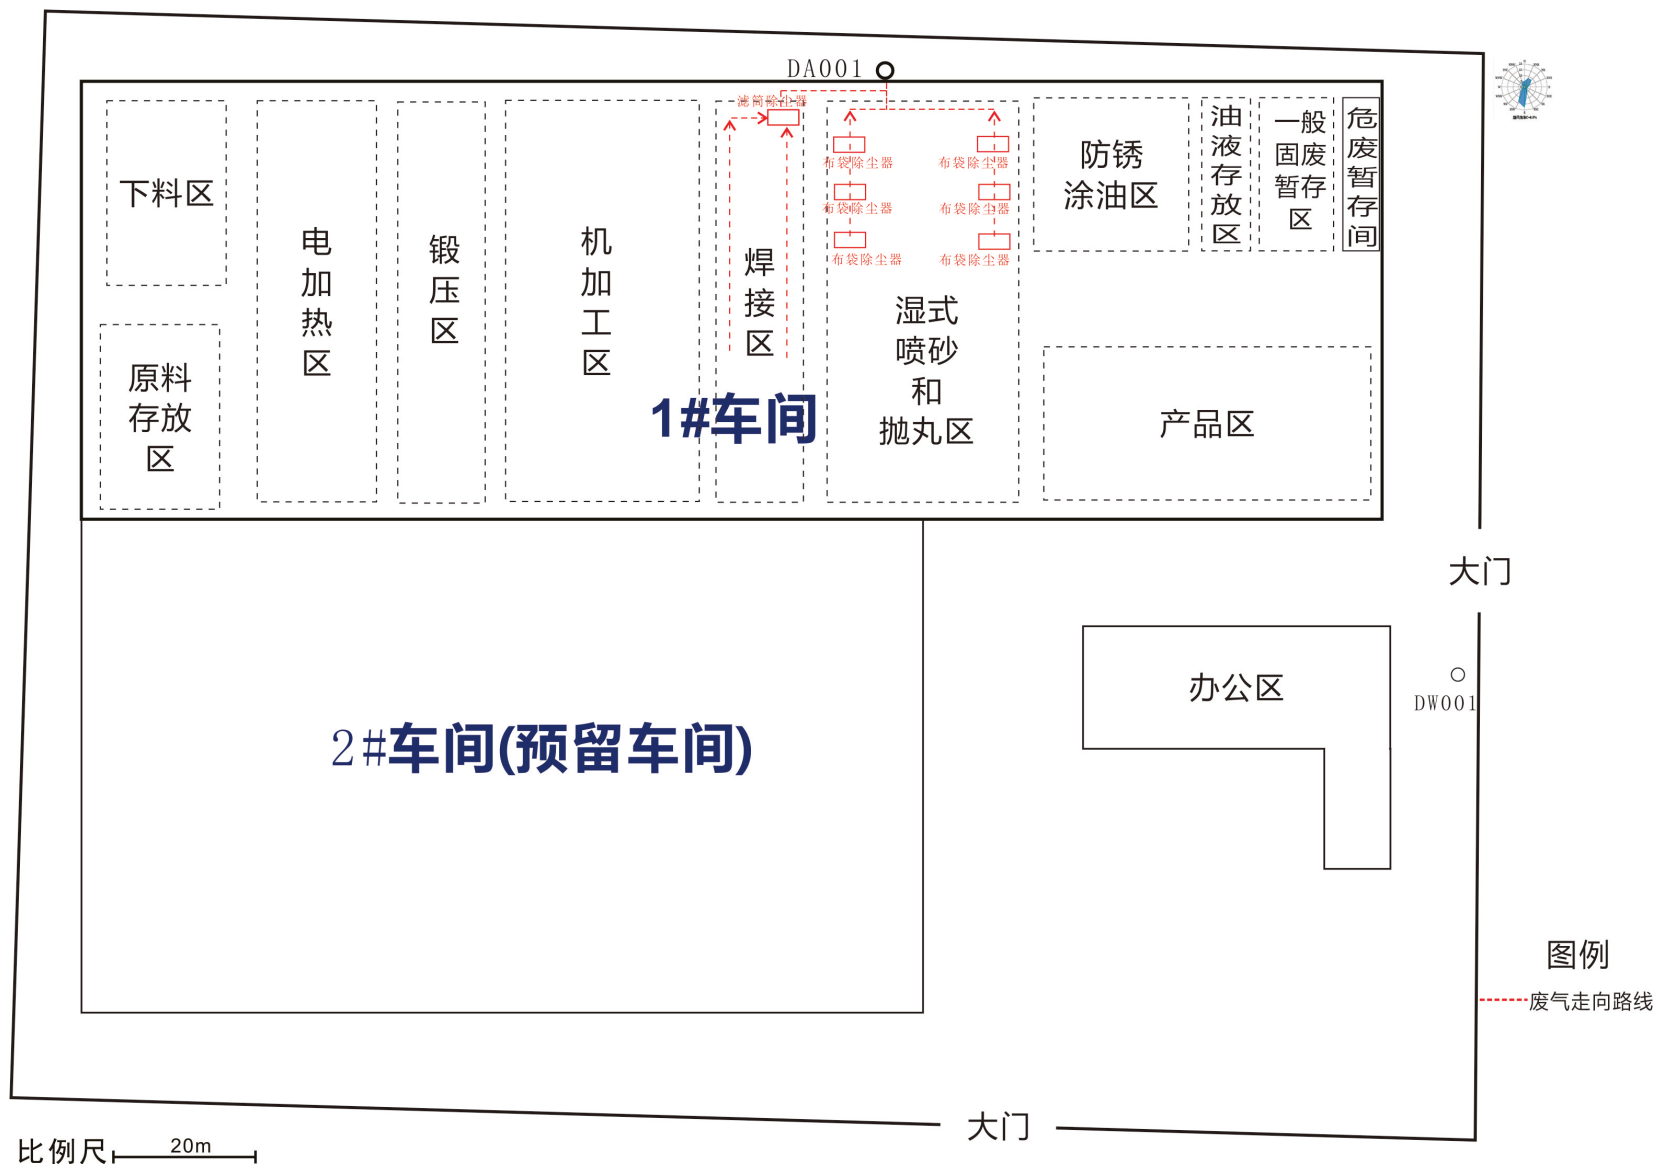 DA001
滤筒除尘器
布袋除尘器
布袋除尘器
布袋除尘器
布袋除尘器
布袋除尘器
布袋除尘器
下料区
原料
存放
区
电
加
热
区
锻
压
区
机
加
工
区
焊
接
区
湿式
喷砂
和
抛丸区
防锈
涂油区
油
液
存
放
区
一般
固废
暂存
区
危
废
暂
存
间
产品区
1#车间
大门
2#车间(预留车间)
办公区
DW001
图例
废气走向路线
大门
比例尺
20m